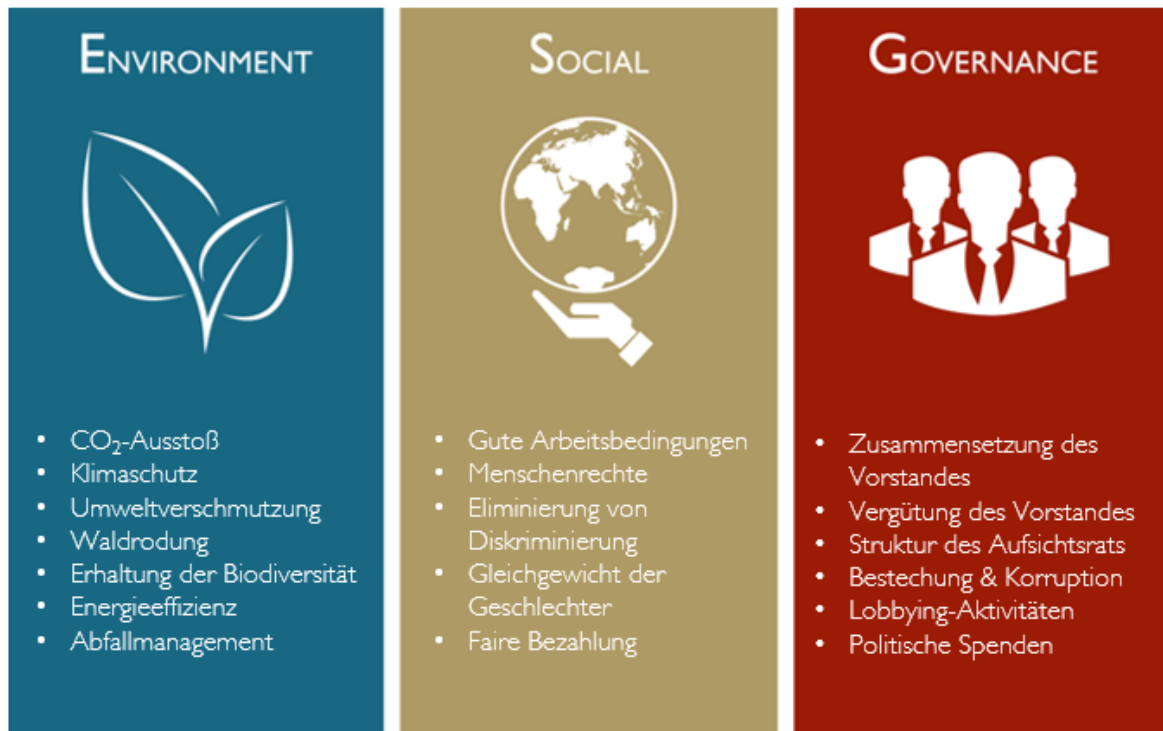 ENVIRONMENT
• CO₂-Ausstoß
• Klimaschutz
• Umweltverschmutzung
• Waldrodung
• Erhaltung der Biodiversität
• Energieeffizienz
• Abfallmanagement
SOCIAL
• Gute Arbeitsbedingungen
• Menschenrechte
• Eliminierung von
Diskriminierung
• Gleichgewicht der
Geschlechter
• Faire Bezahlung
GOVERNANCE
• Zusammensetzung des
Vorstandes
• Vergütung des Vorstandes
• Struktur des Aufsichtsrats
• Bestechung & Korruption
• Lobbying-Aktivitäten
• Politische Spenden